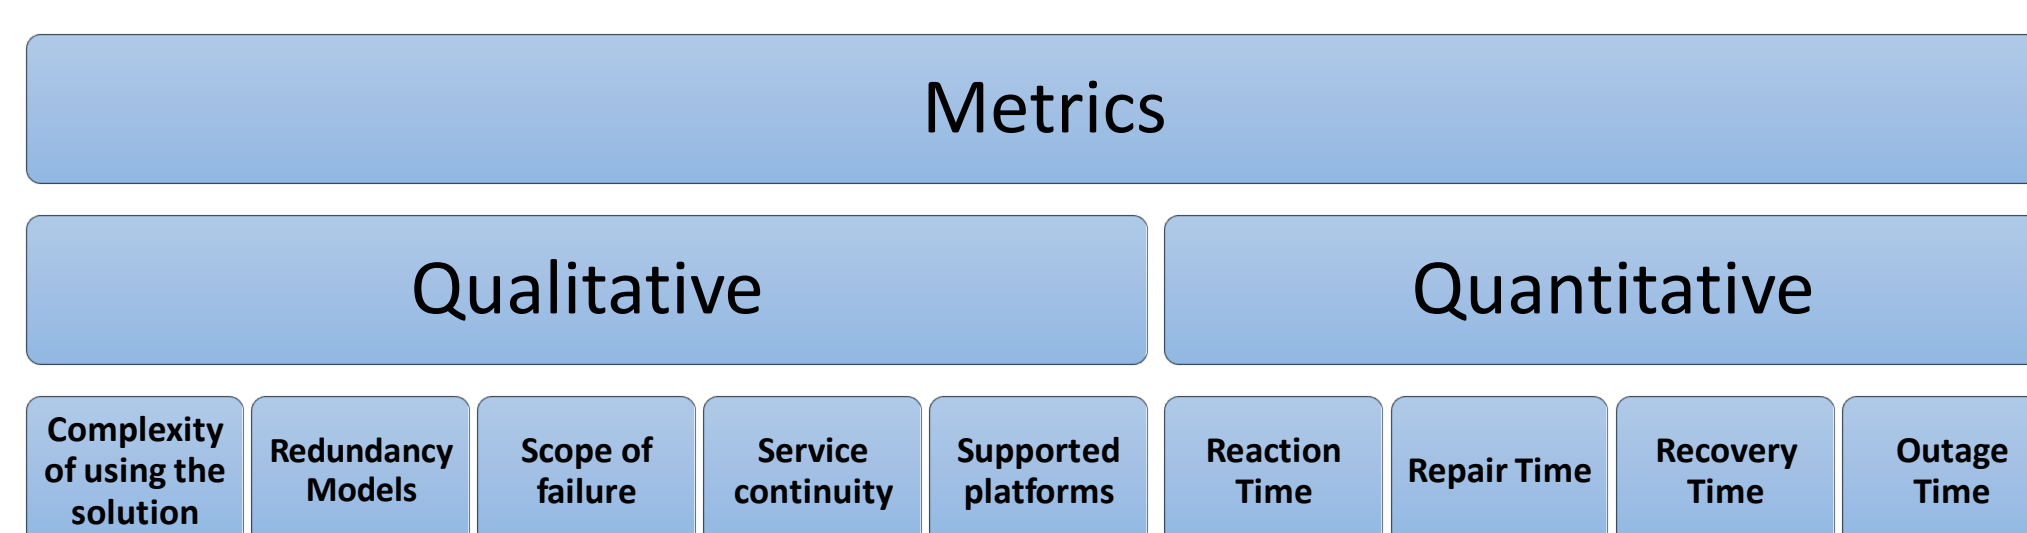 Metrics
Qualitative
Quantitative
Complexity
of using the
solution
Redundancy
Models
Scope of
failure
Service
continuity
Supported
platforms
Reaction
Time
Repair Time
Recovery
Time
Outage
Time